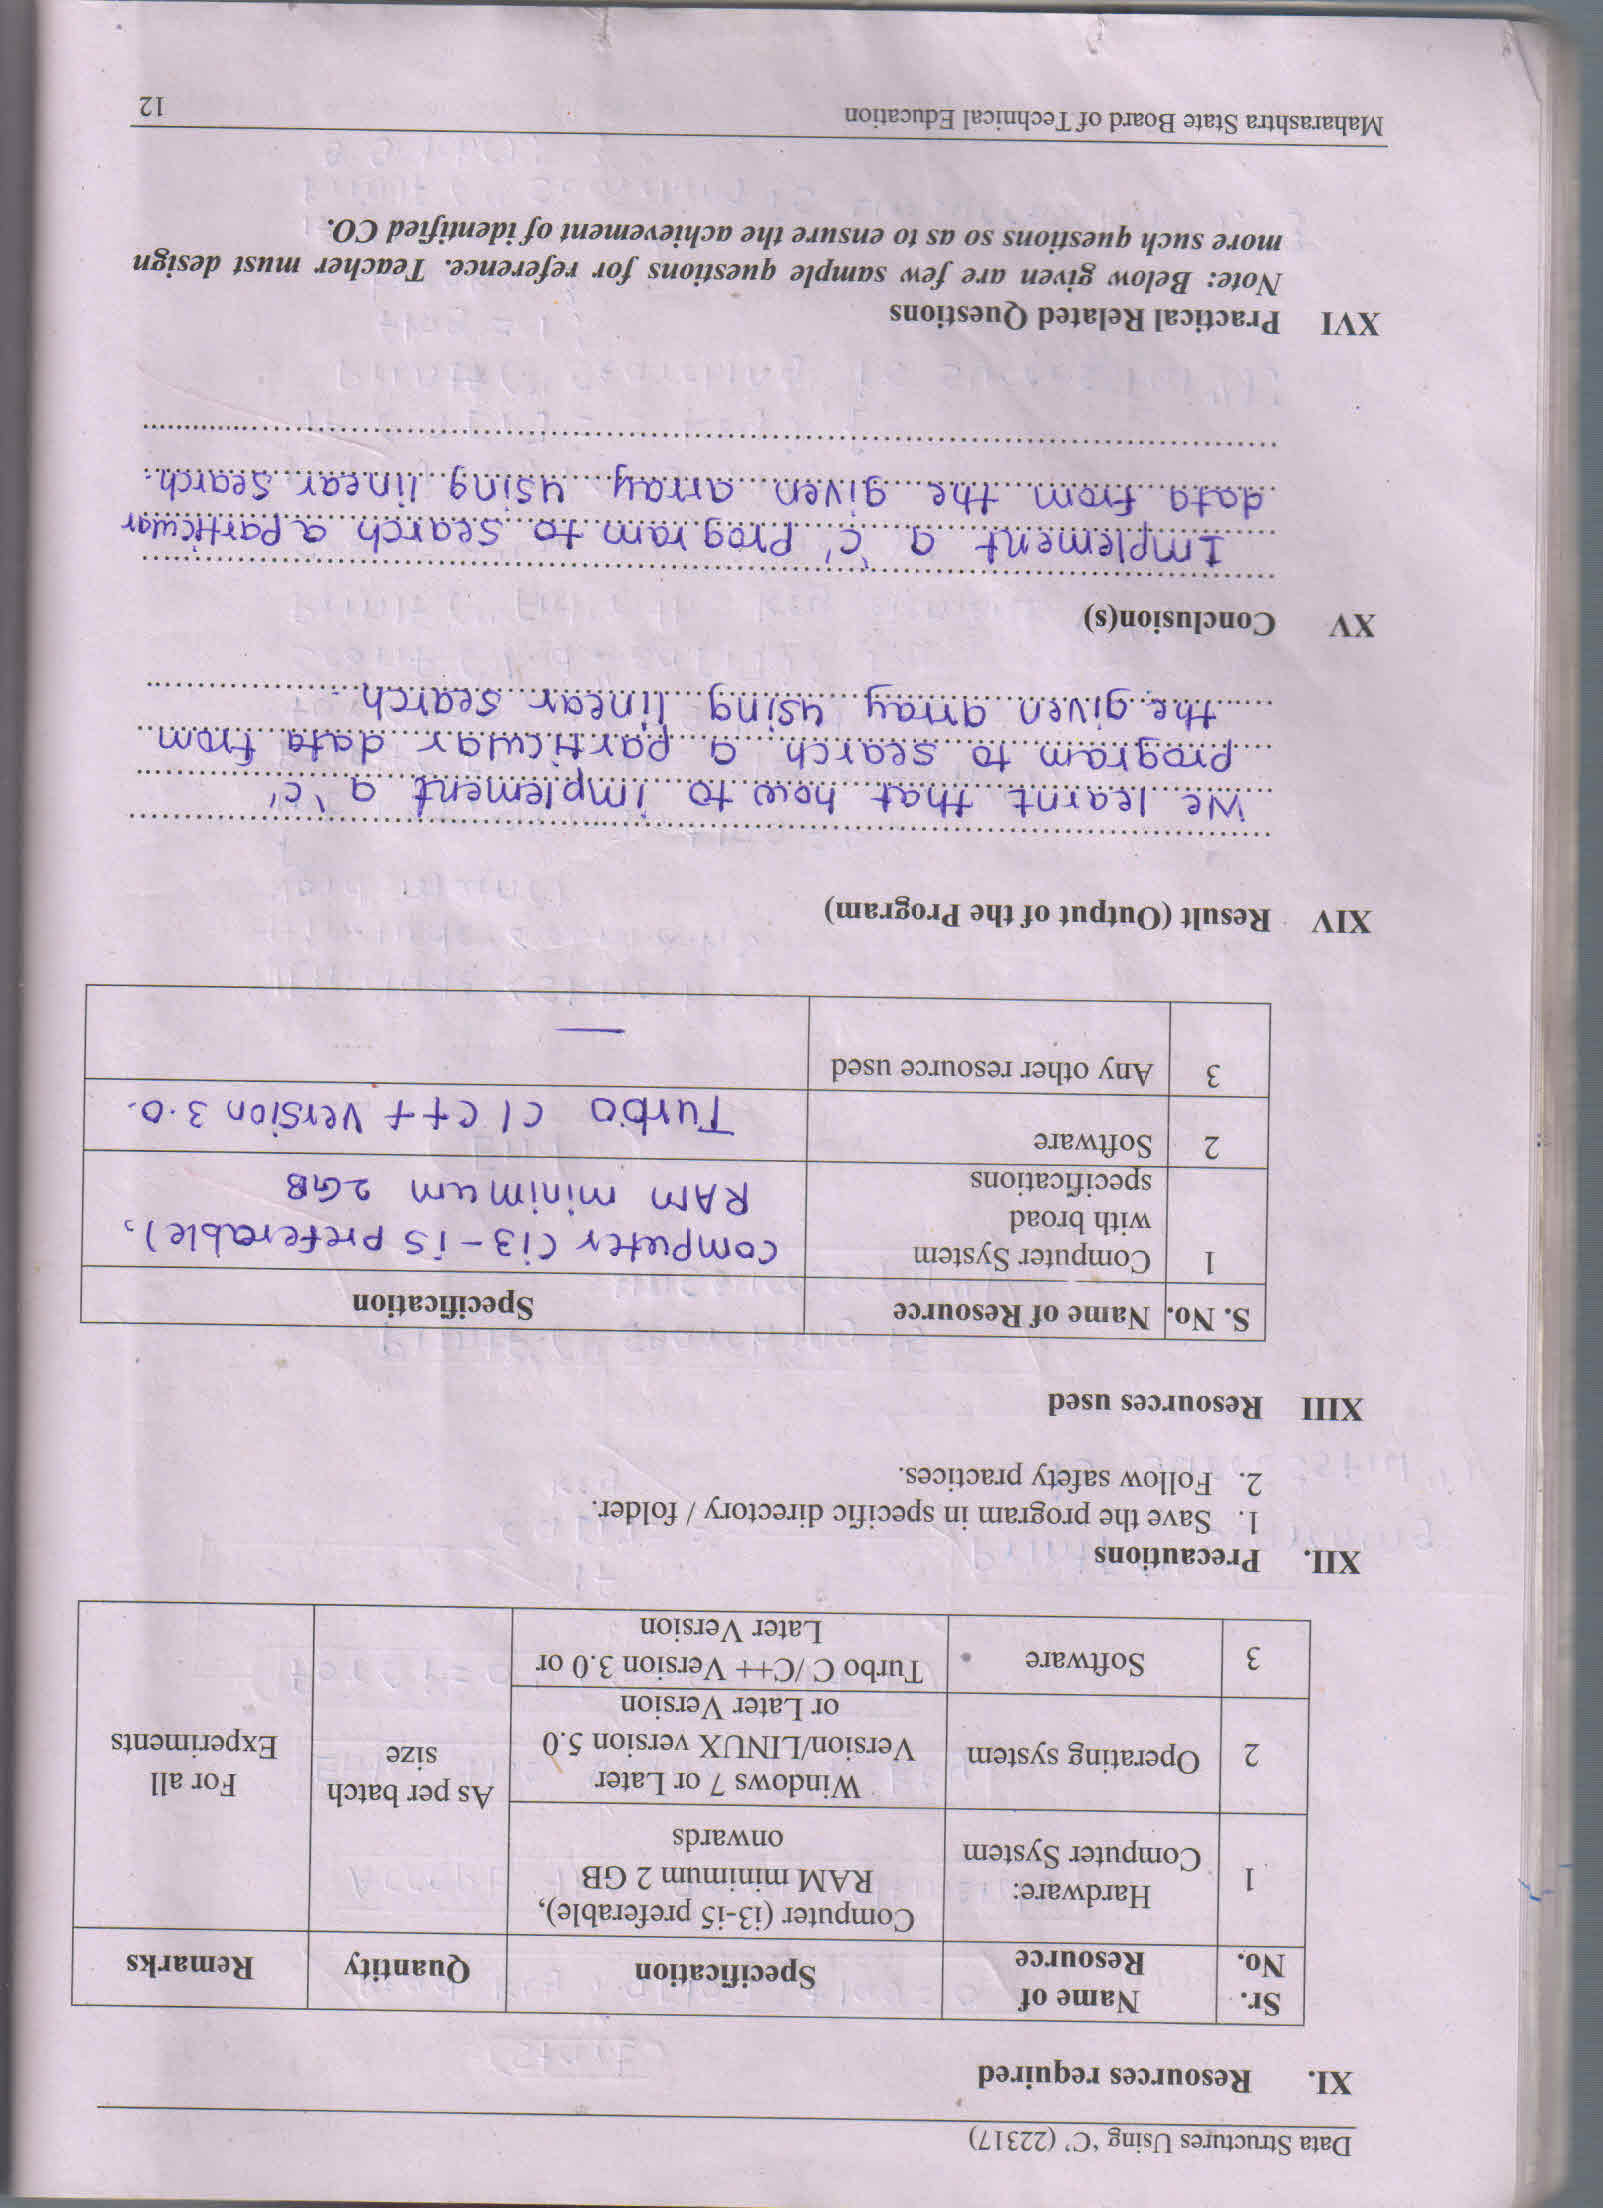 Data Structures Using ‘C’ (22317)
XI. Resources required
Sr. No. Name of Resource Specification Quantity Remarks
1 Hardware: Computer System Computer (i3-i5 preferable), RAM minimum 2 GB onwards As per batch size For all Experiments
2 Operating system Windows 7 or Later Version/LINUX version 5.0 or Later Version
3 Software Turbo C /C++ Version 3.0 or Later Version
XII. Precautions
1. Save the program in specific directory / folder.
2. Follow safety practices.
XIII Resources used
S. No. Name of Resource Specification
1 Computer System with broad specifications Computer (i3-i5 preferable), RAM minimum 2GB
2 Software Turbo C/C++ Version 3.0.
3 Any other resource used —
XIV Result (Output of the Program)
We learnt that how to implement a 'c'
program to search a particular data from
the given array using linear search.
XV Conclusion(s)
Implement a 'c' program to search a particular
data from the given array using linear search.
XVI Practical Related Questions
Note: Below given are few sample questions for reference. Teacher must design
more such questions so as to ensure the achievement of identified CO.
Maharashtra State Board of Technical Education 12